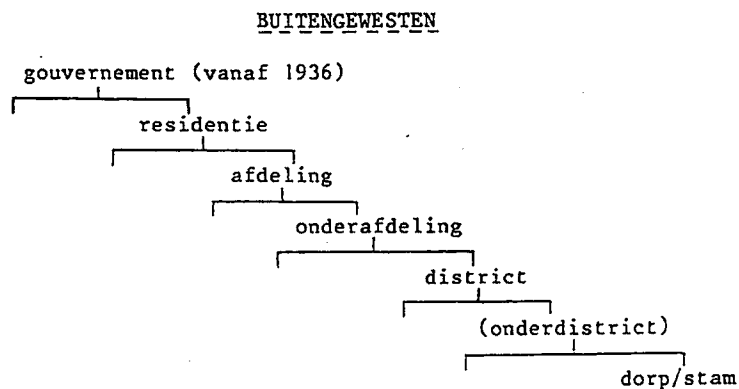 BUITENGEWESTEN
gouvernement (vanaf 1936)
residentie
afdeling
onderafdeling
district
(onderdistrict)
dorp/stam